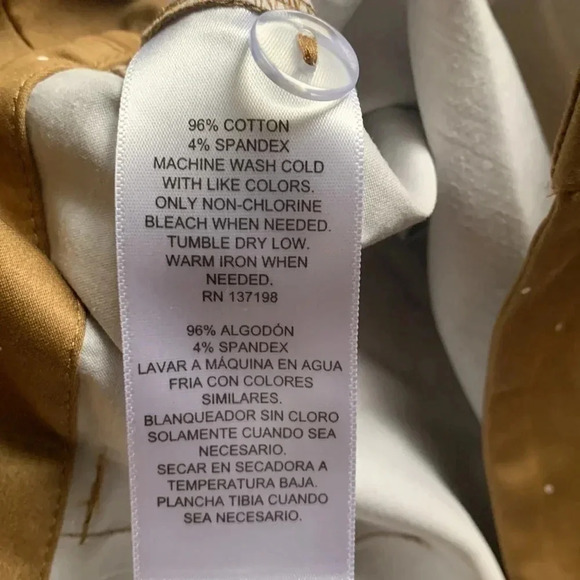 96% COTTON
4% SPANDEX
MACHINE WASH COLD
WITH LIKE COLORS.
ONLY NON-CHLORINE
BLEACH WHEN NEEDED.
TUMBLE DRY LOW.
WARM IRON WHEN
NEEDED.
RN 137198
96% ALGODÓN
4% SPANDEX
LAVAR A MÁQUINA EN AGUA
FRIA CON COLORES
SIMILARES.
BLANQUEADOR SIN CLORO
SOLAMENTE CUANDO SEA
NECESARIO.
SECAR EN SECADORA A
TEMPERATURA BAJA.
PLANCHA TIBIA CUANDO
SEA NECESARIO.